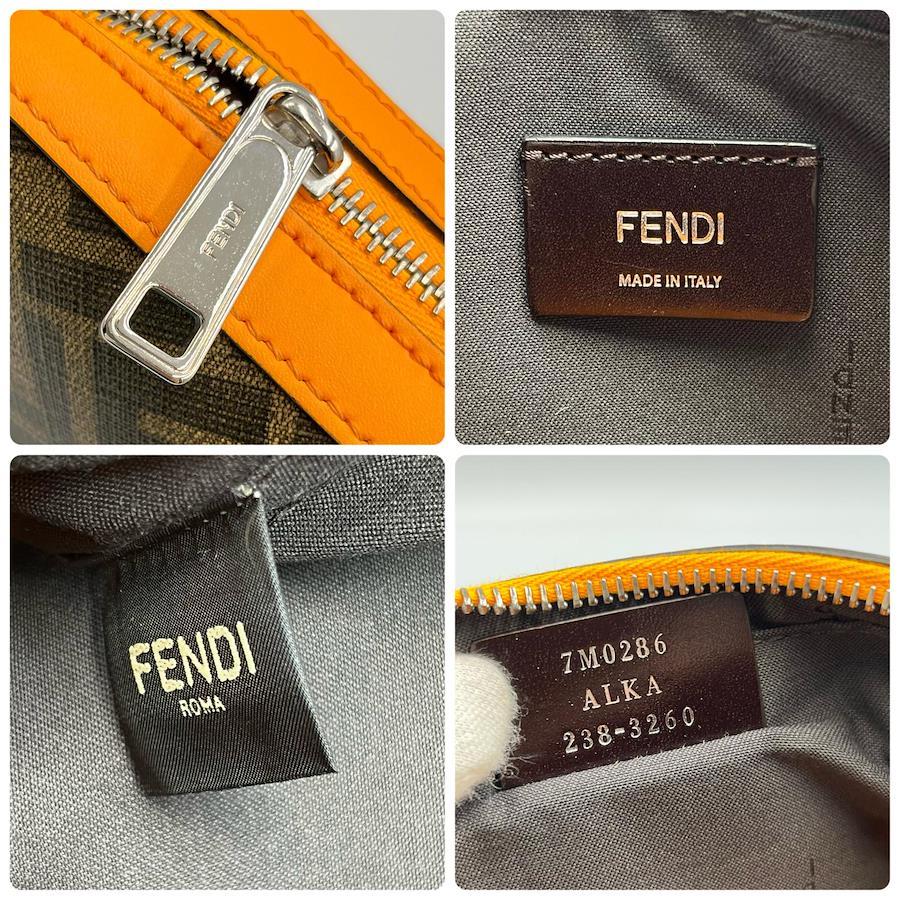 FENDI
FENDI
MADE IN ITALY
FENDI
ROMA
7M0286
ALKA
238-3260